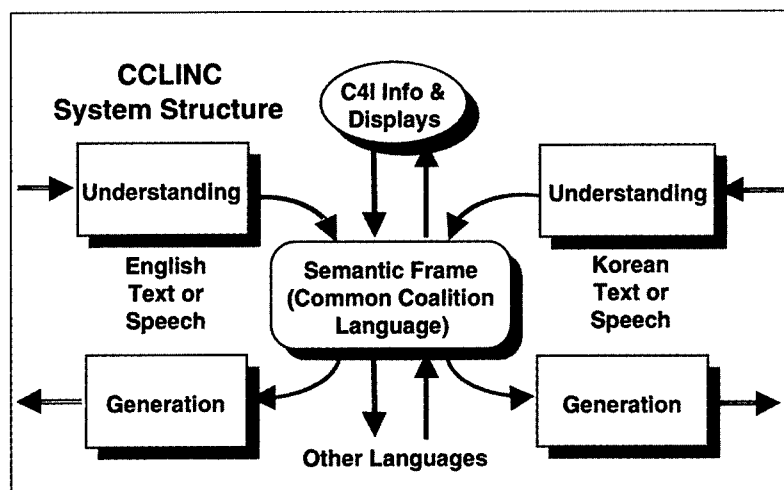 CCLINC
System Structure
C4I Info &
Displays
Understanding
Understanding
English
Text or
Speech
Semantic Frame
(Common Coalition
Language)
Korean
Text or
Speech
Generation
Generation
Other Languages